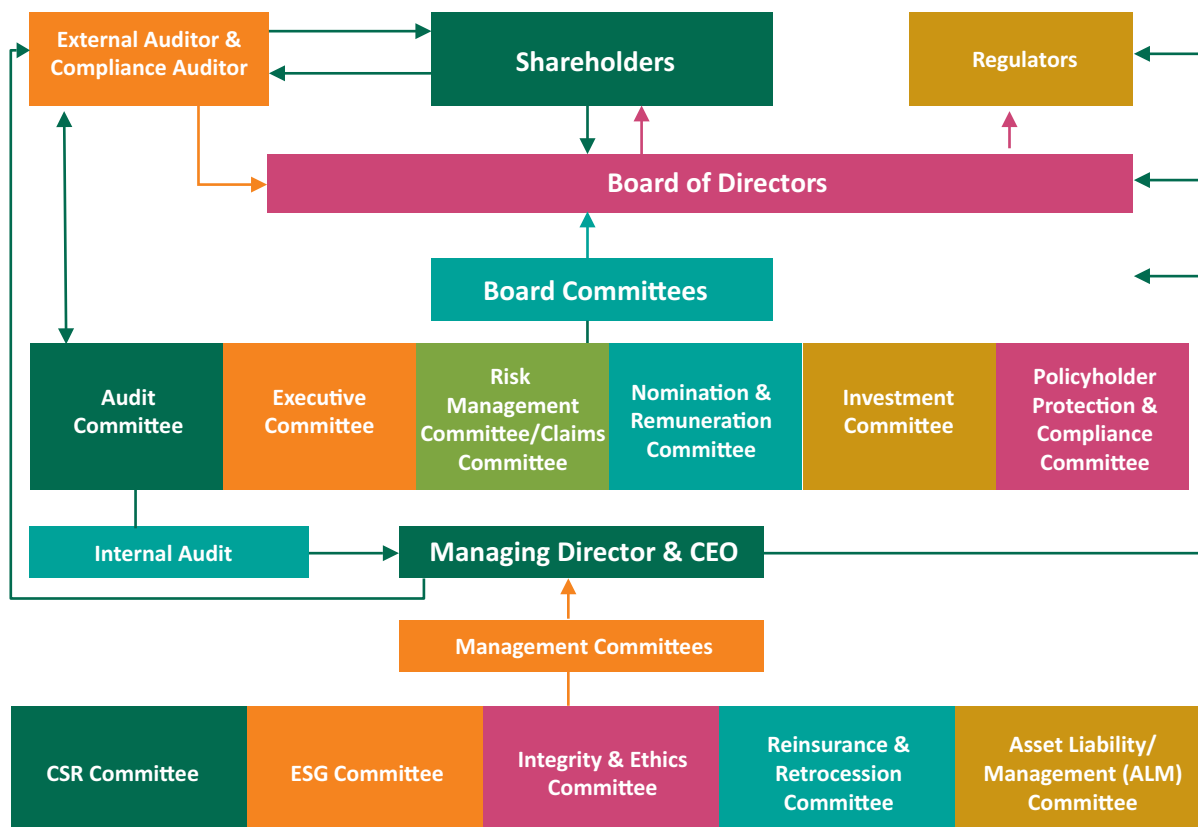 External Auditor &
Compliance Auditor
Shareholders
Regulators
Board of Directors
Board Committees
Audit
Committee
Executive
Committee
Risk
Management
Committee/Claims
Committee
Nomination &
Remuneration
Committee
Investment
Committee
Policyholder
Protection &
Compliance
Committee
Internal Audit
Managing Director & CEO
Management Committees
CSR Committee
ESG Committee
Integrity & Ethics
Committee
Reinsurance &
Retrocession
Committee
Asset Liability/
Management (ALM)
Committee